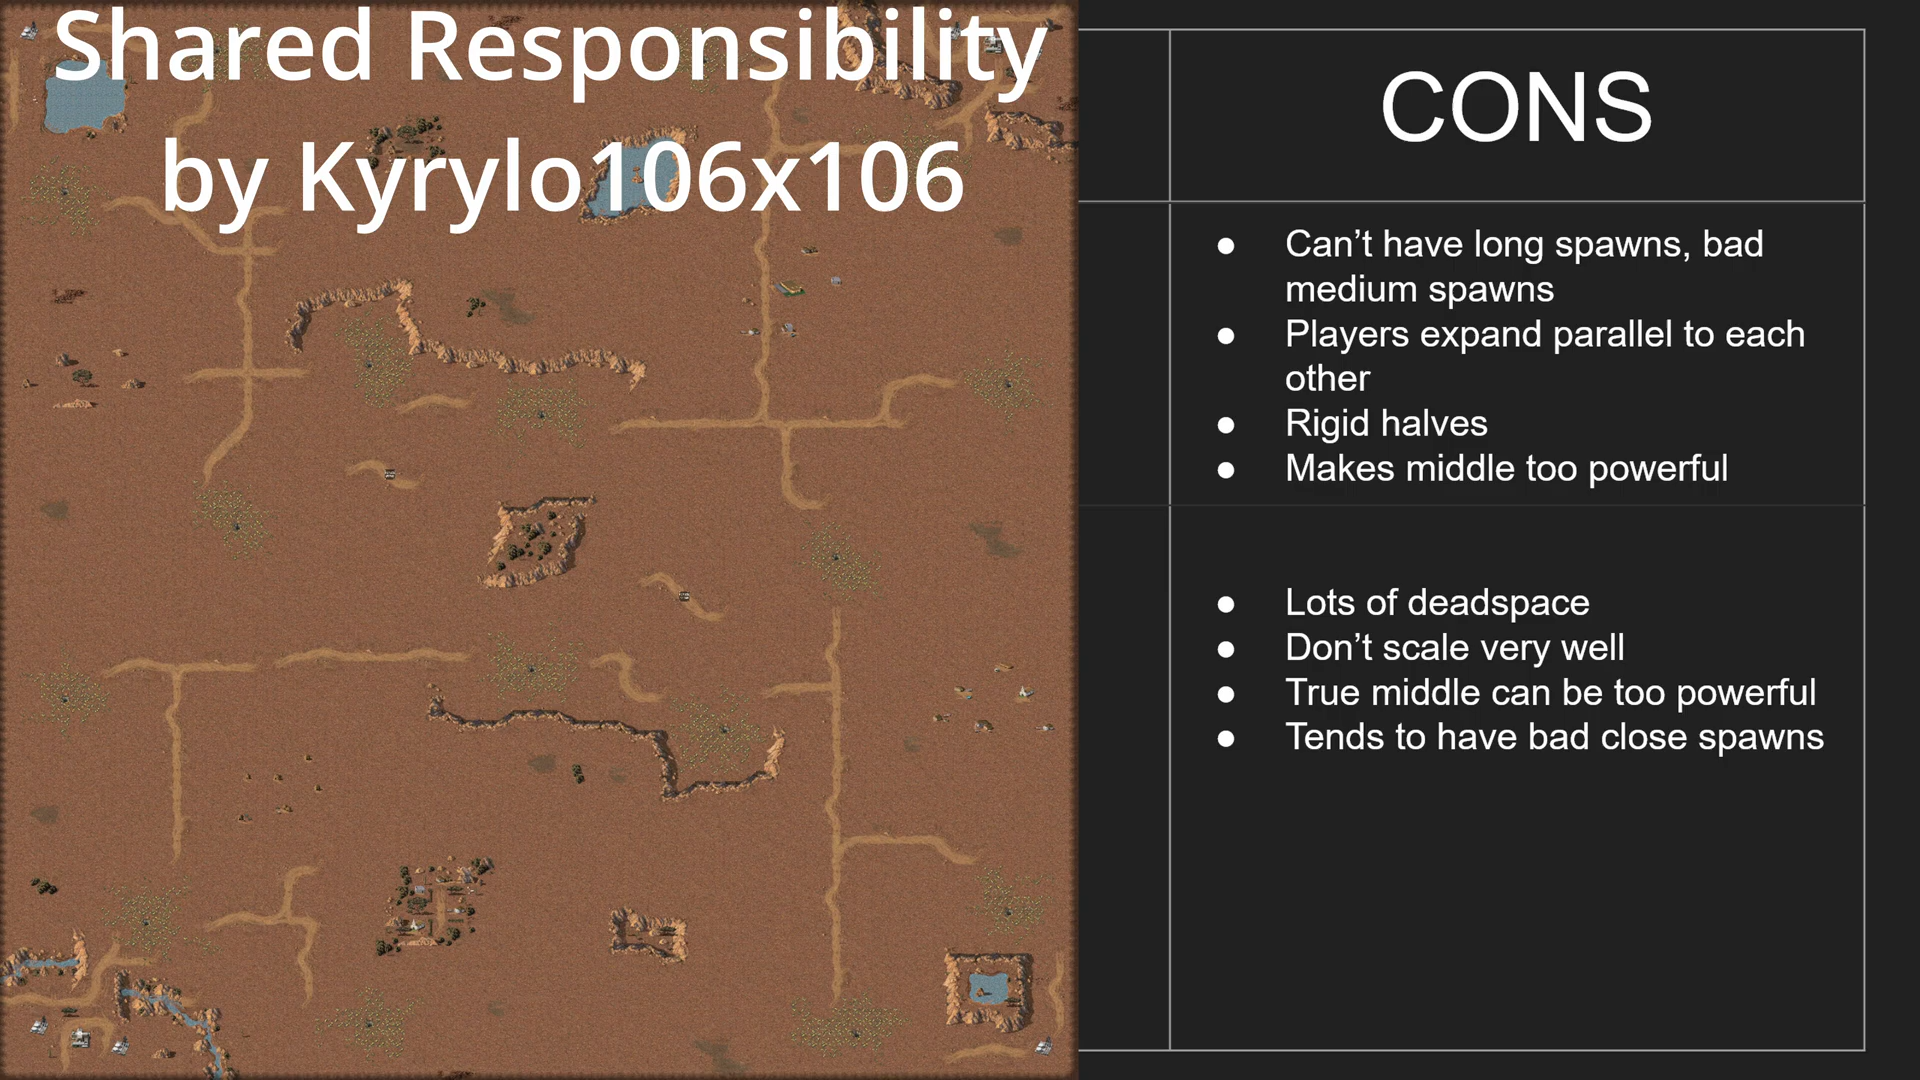 Shared Responsibility
by Kyrylo106x106
CONS
● Can’t have long spawns, bad
medium spawns
● Players expand parallel to each
other
● Rigid halves
● Makes middle too powerful
● Lots of deadspace
● Don’t scale very well
● True middle can be too powerful
● Tends to have bad close spawns